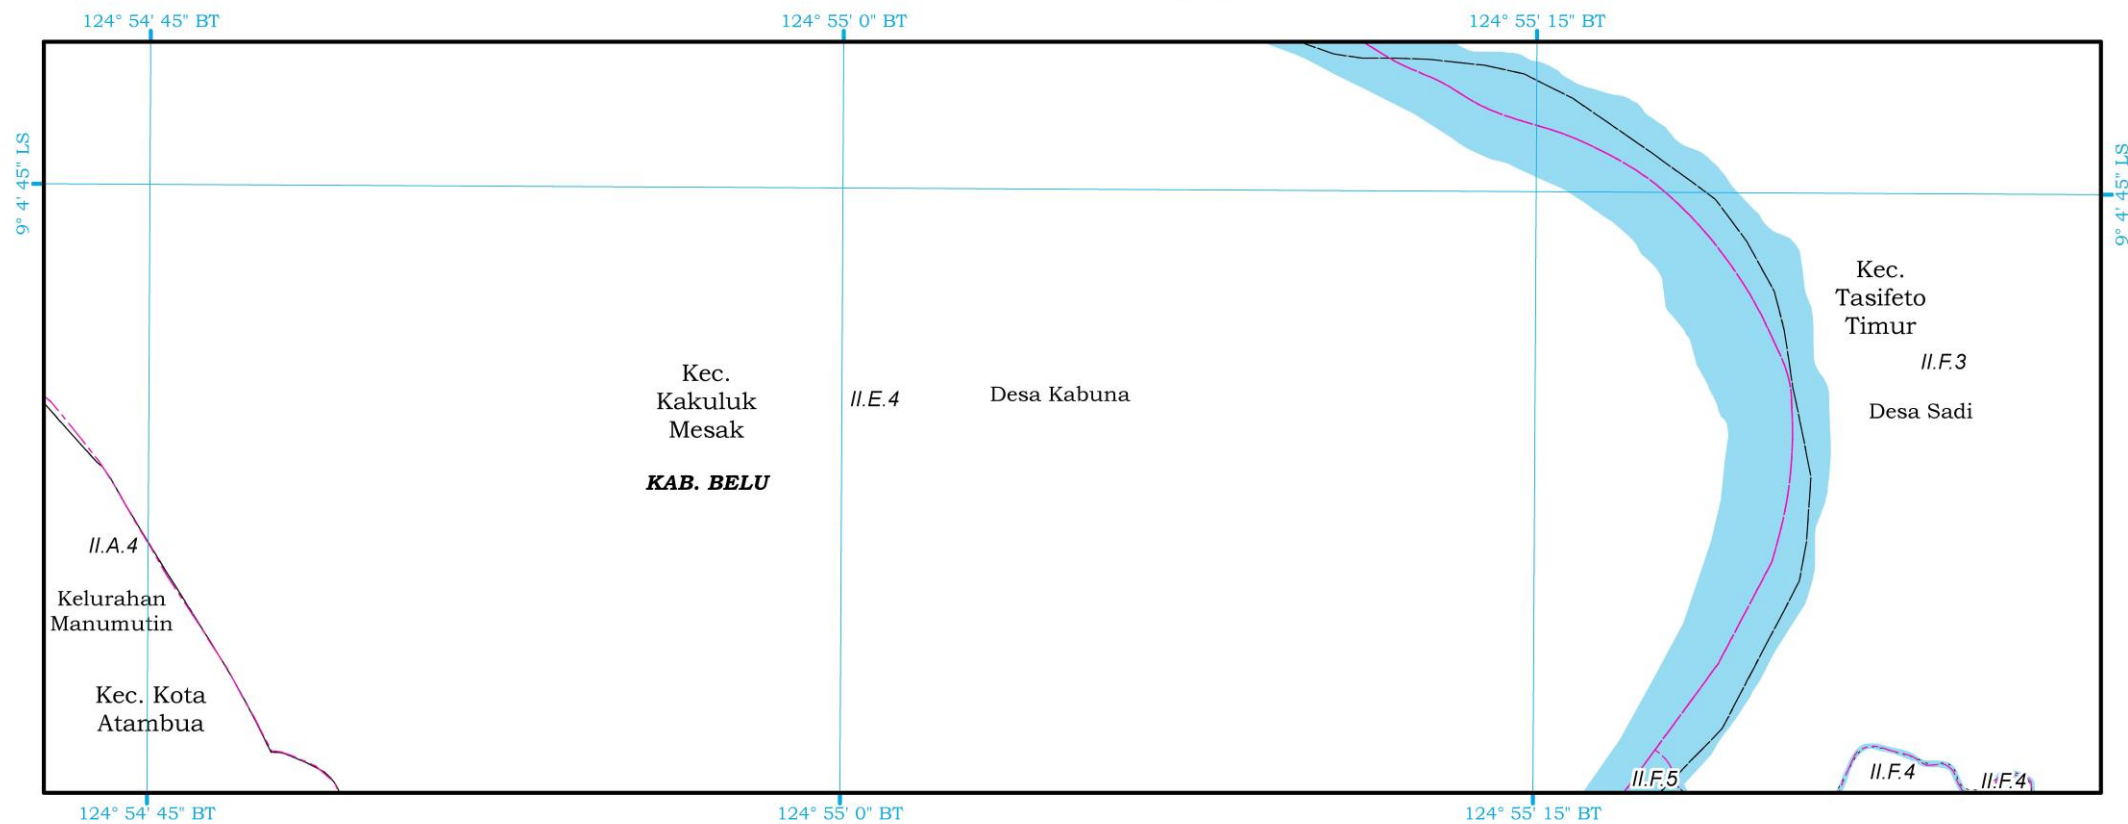 124° 54' 45" BT
124° 55' 0" BT
124° 55' 15" BT
9° 4' 45" LS
9° 4' 45" LS
Kec.
Tasifeto
Timur
II.F.3
Desa Sadi
Kec.
Kakuluk
Mesak
II.E.4
Desa Kabuna
KAB. BELU
II.A.4
Kelurahan
Manumutin
Kec. Kota
Atambua
II.F.5
II.F.4
II.F.4
124° 54' 45" BT
124° 55' 0" BT
124° 55' 15" BT